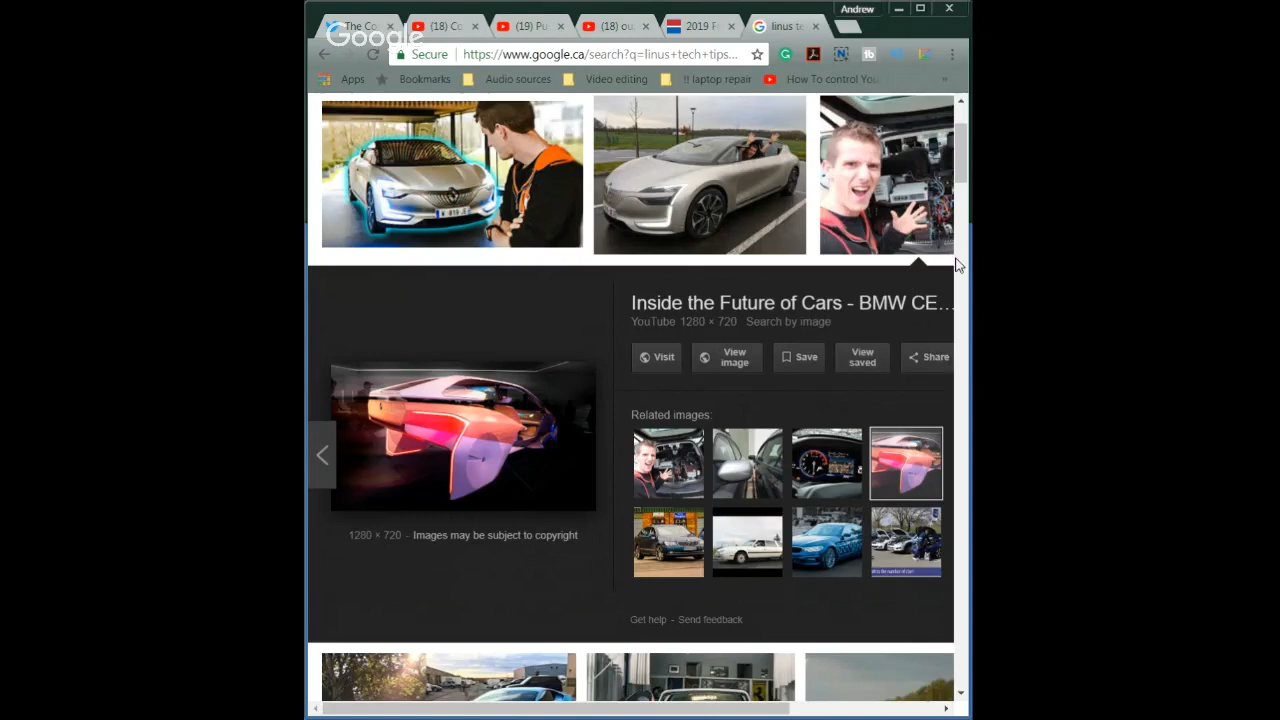 Andrew
The Co
(18) Co
(19) Pu
(18) ou
2019 F
linus te
Google
Secure
https://www.google.ca/search?q=linus+tech+tips...
Apps
Bookmarks
Audio sources
Video editing
!! laptop repair
How To control You
»
Inside the Future of Cars - BMW CE...
YouTube 1280 × 720 Search by image
Visit
View
image
Save
View
saved
Share
Related images:
1280 × 720 - Images may be subject to copyright
Get help - Send feedback